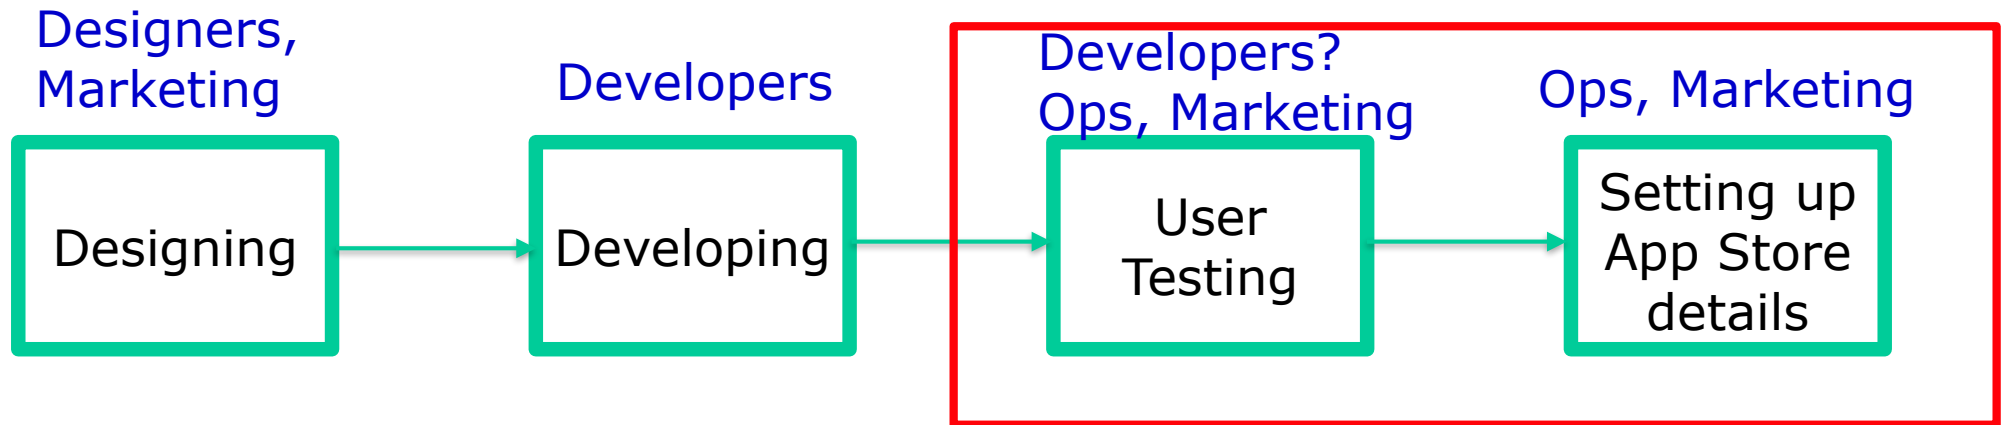 Designers,
Marketing
Designing
Developers
Developing
Developers?
Ops, Marketing
User
Testing
Ops, Marketing
Setting up
App Store
details